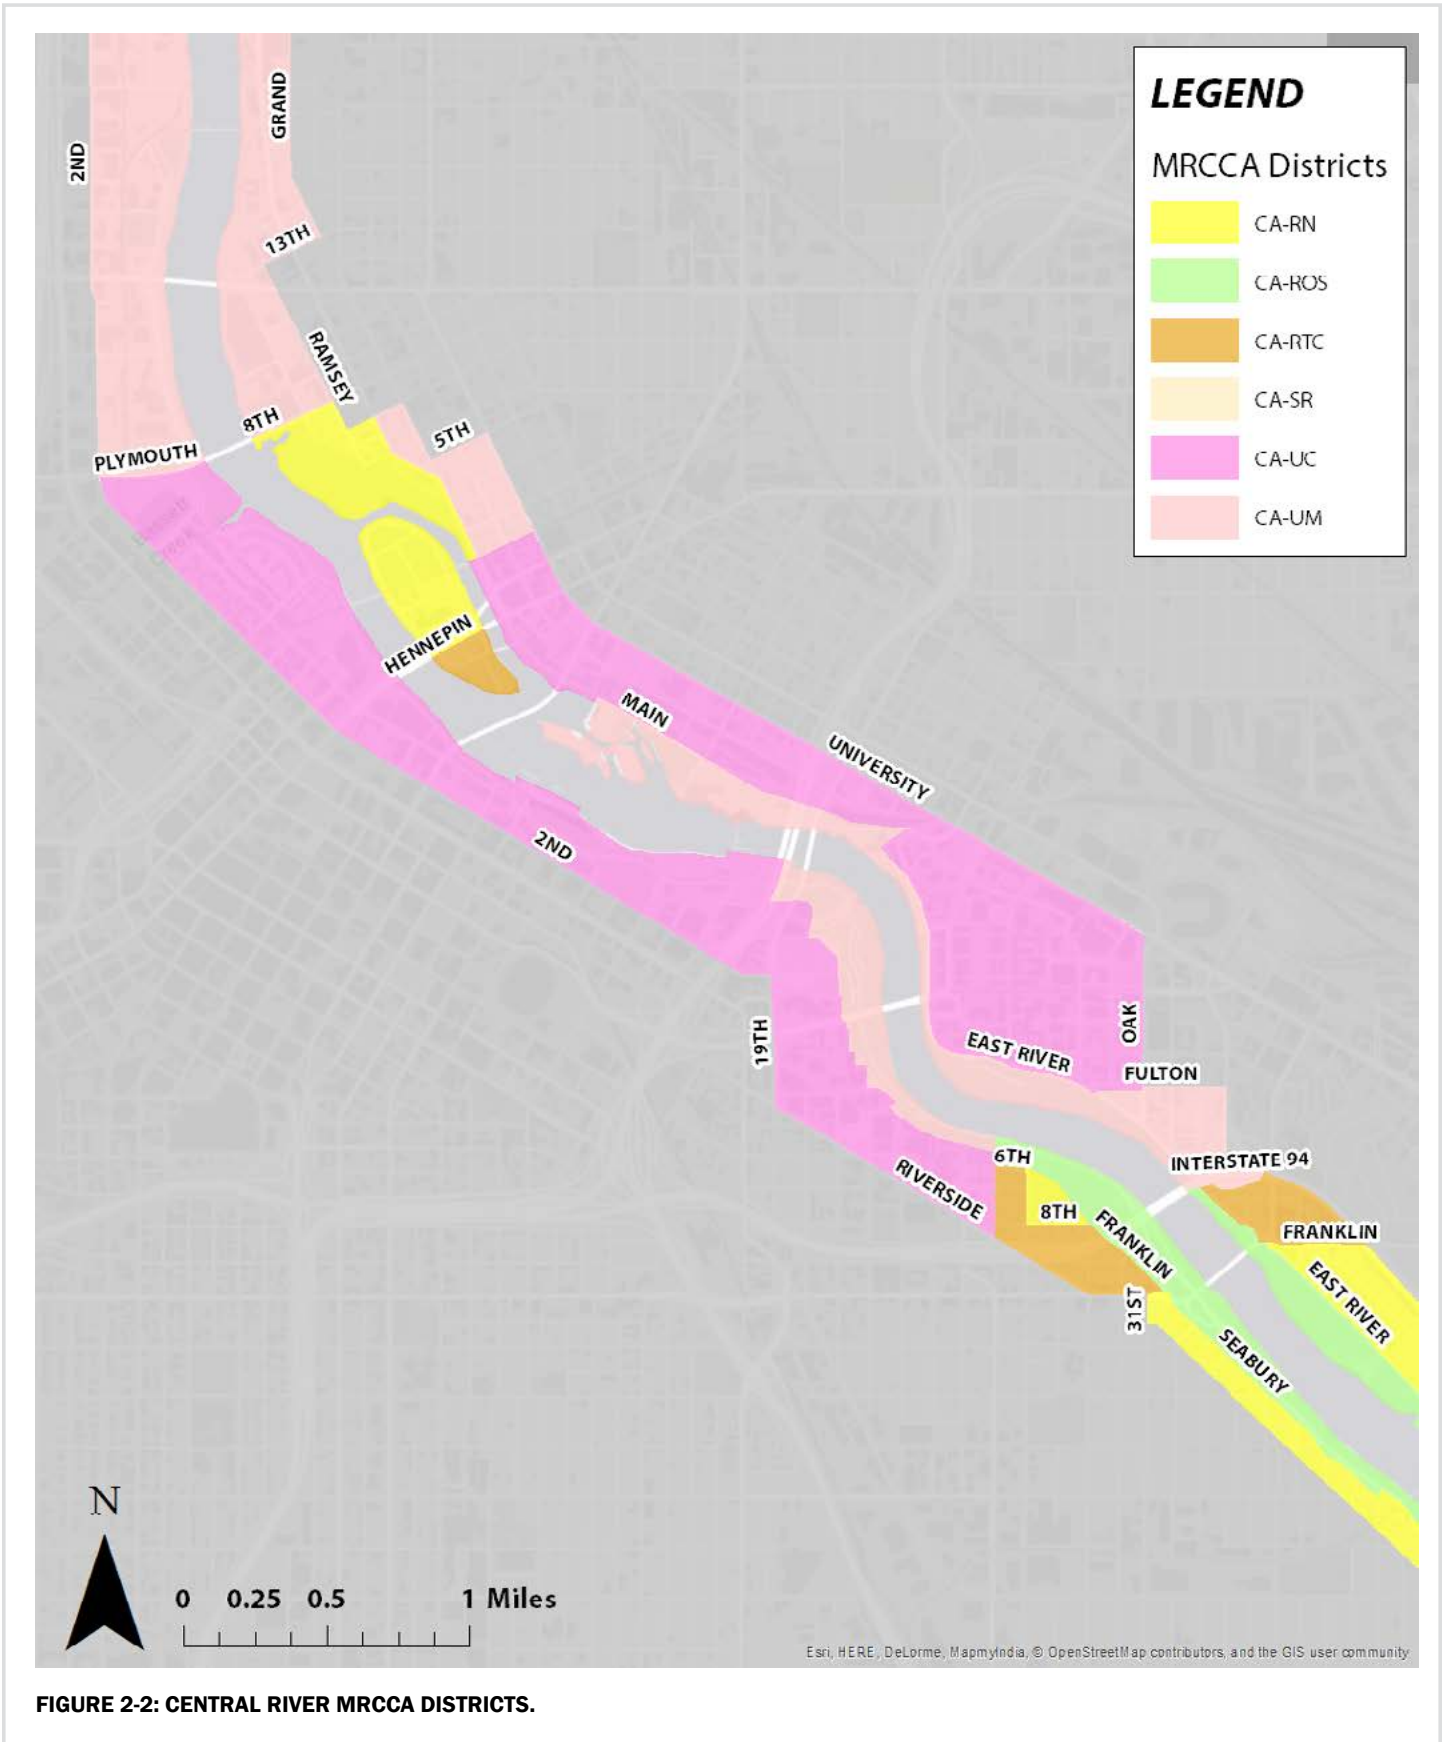 LEGEND
MRCCA Districts
CA-RN
CA-ROS
CA-RTC
CA-SR
CA-UC
CA-UM
GRAND
2ND
13TH
RAMSEY
8TH
5TH
PLYMOUTH
HENNEPIN
MAIN
UNIVERSITY
2ND
19TH
OAK
EAST RIVER
FULTON
6TH
INTERSTATE 94
RIVERSIDE
8TH
FRANKLIN
FRANKLIN
EAST RIVER
31ST
SEABURY
N
0 0.25 0.5 1 Miles
Esri, HERE, DeLorme, MapmyIndia, © OpenStreetMap contributors, and the GIS user community
FIGURE 2-2: CENTRAL RIVER MRCCA DISTRICTS.